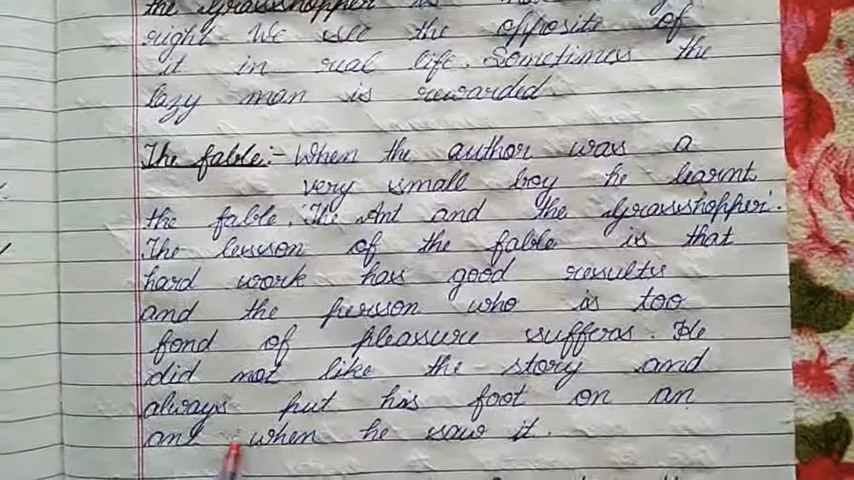 the Grasshopper is
right. We see the opposite of
it in real life. Sometimes the
lazy man is rewarded
The fable:- When the author was a
very small boy he learnt
the fable. 'The Ant and the Grassshopper'.
The lesson of the fable is that
hard work has good results
and the person who is too
fond of pleasure suffers. He
did not like the story and
always put his foot on an
ant when he saw it.